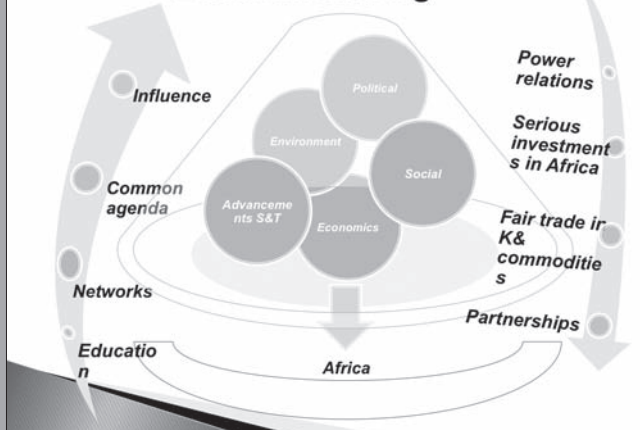 Influence
Common
agenda
Networks
Educatio
n
Political
Environment
Social
Advanceme
nts S&T
Economics
Africa
Power
relations
Serious
investment
s in Africa
Fair trade in
K&
commoditie
s
Partnerships